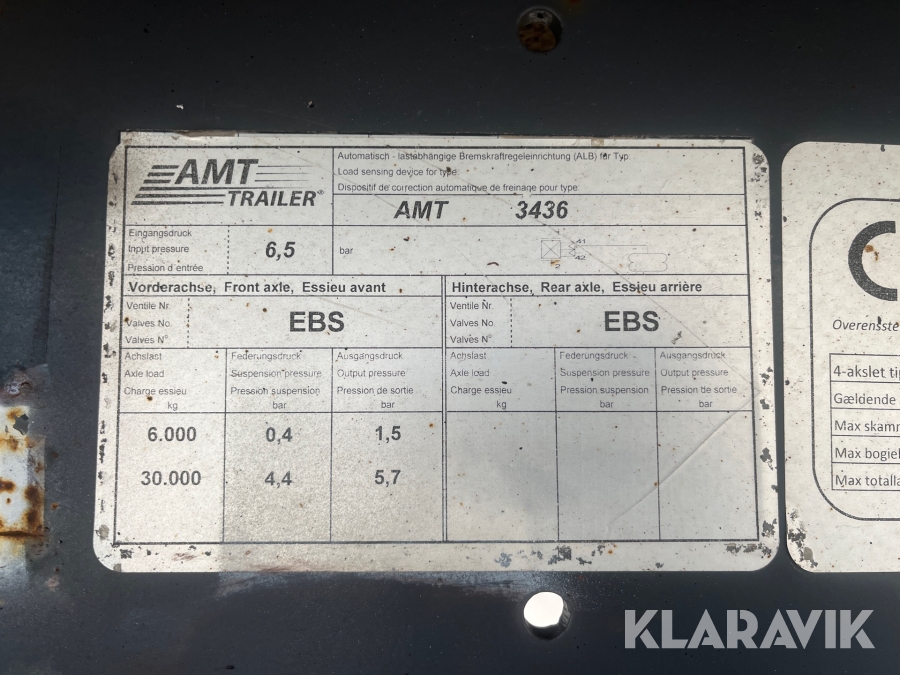 AMT
TRAILER®
Automatisch - lastabhängige Bremskraftregeleinrichtung (ALB) für Typ:
Load sensing device for type:
Dispositif de correction automatique de freinage pour type:
AMT 3436
Eingangsdruck
Input pressure 6,5 bar
Pression d'entrée
Vorderachse, Front axle, Essieu avant
Ventile Nr.
Valves No. EBS
Valves N°
Achslast Federungsdruck Ausgangsdruck
Axle load Suspension pressure Output pressure
Charge essieu Pression suspension Pression de sortie
kg bar bar
6.000 0,4 1,5
30.000 4,4 5,7
Hinterachse, Rear axle, Essieu arrière
Ventile Nr.
Valves No. EBS
Valves N°
Achslast Federungsdruck Ausgangsdruck
Axle load Suspension pressure Output pressure
Charge essieu Pression suspension Pression de sortie
kg bar bar
C
Overensste
4-akslet ti
Gældende
Max skam
Max bogie
Max totall
KLARAVIK